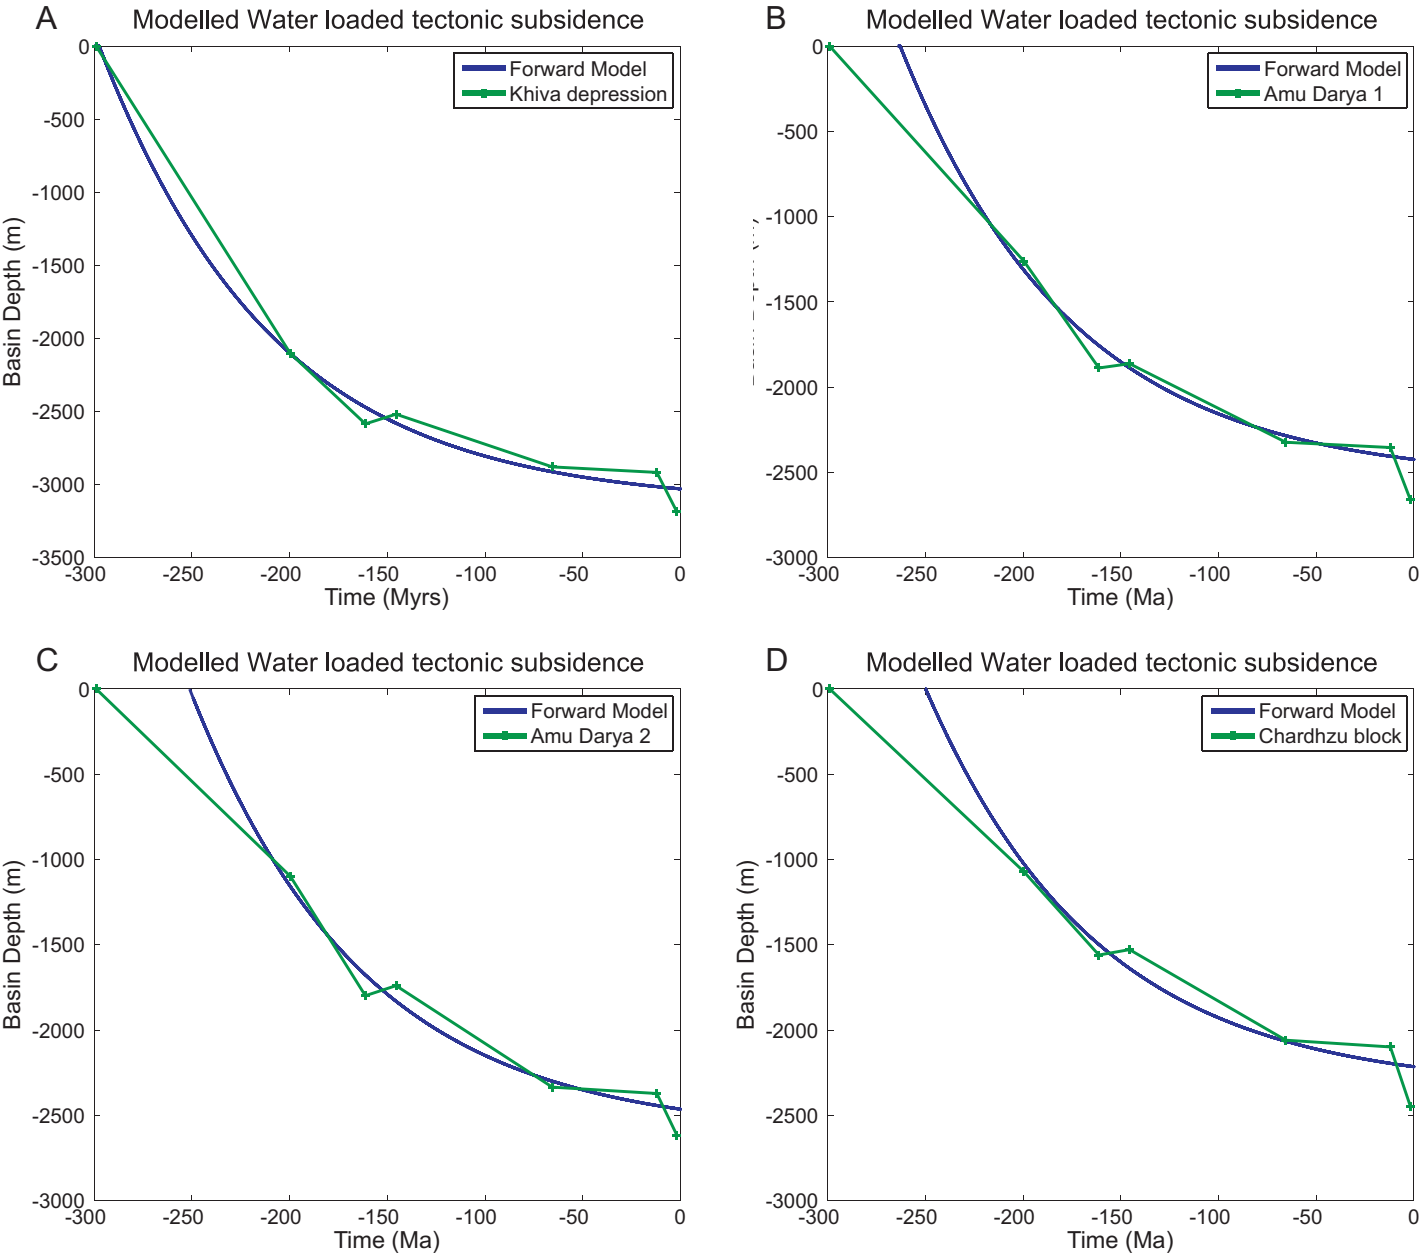 A
Modelled Water loaded tectonic subsidence
Forward Model
Khiva depression
0
-500
-1000
-1500
-2000
-2500
-3000
-3500
Basin Depth (m)
-300 -250 -200 -150 -100 -50 0
Time (Myrs)
B
Modelled Water loaded tectonic subsidence
Forward Model
Amu Darya 1
0
-500
-1000
-1500
-2000
-2500
-3000
-300 -250 -200 -150 -100 -50 0
Time (Ma)
C
Modelled Water loaded tectonic subsidence
Forward Model
Amu Darya 2
0
-500
-1000
-1500
-2000
-2500
-3000
Basin Depth (m)
-300 -250 -200 -150 -100 -50 0
Time (Ma)
D
Modelled Water loaded tectonic subsidence
Forward Model
Chardhzu block
0
-500
-1000
-1500
-2000
-2500
-3000
Basin Depth (m)
-300 -250 -200 -150 -100 -50 0
Time (Ma)